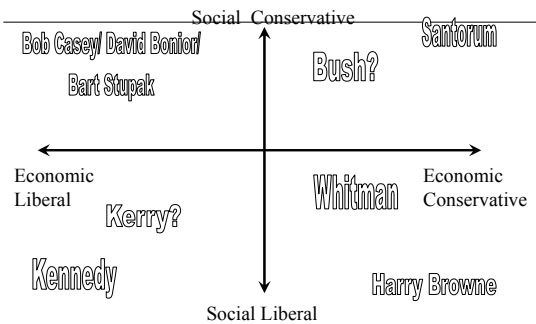 Social Conservative
Bob Casey/ David Bonior/
Bart Stupak
Bush?
Santorum
Economic
Liberal
Economic
Conservative
Whitman
Kerry?
Kennedy
Harry Browne
Social Liberal